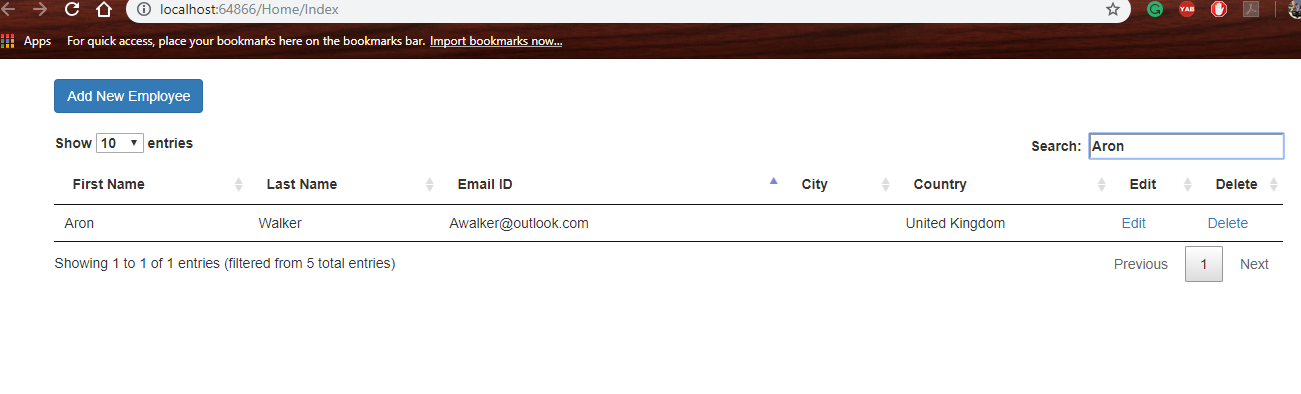 localhost:64866/Home/Index
YAB
Apps For quick access, place your bookmarks here on the bookmarks bar. Import bookmarks now...
Add New Employee
Show 10 entries Search: Aron
First Name Last Name Email ID City Country Edit Delete
Aron Walker Awalker@outlook.com United Kingdom Edit Delete
Showing 1 to 1 of 1 entries (filtered from 5 total entries) Previous 1 Next